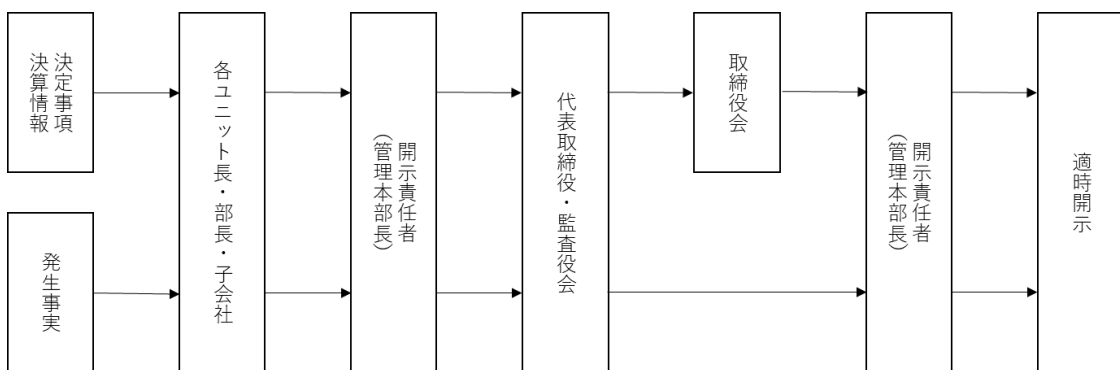 決定事項
決算情報
発生事実
各ユニット長・部長・子会社
開示責任者
(管理本部長)
代表取締役・監査役会
取締役会
開示責任者
(管理本部長)
適時開示